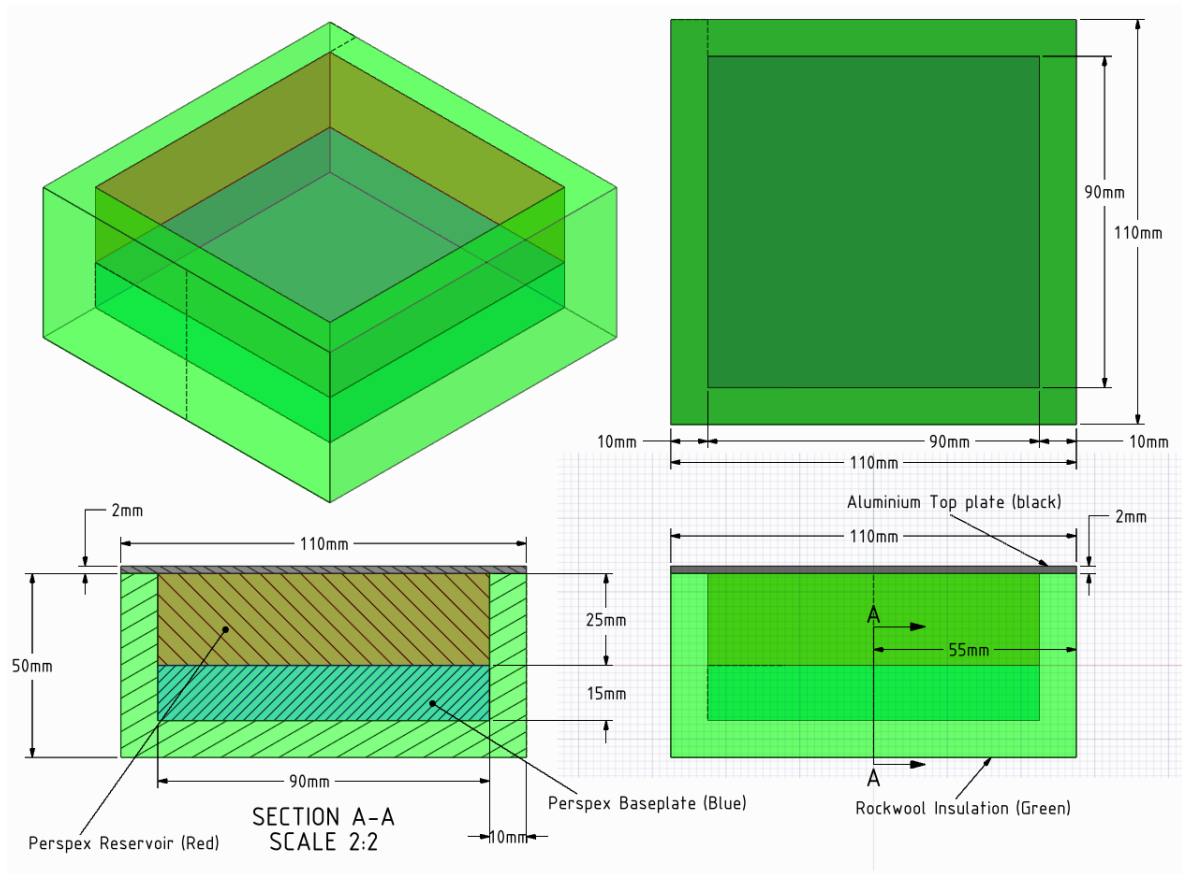 90mm
110mm
10mm
90mm
10mm
110mm
Aluminium Top plate (black)
2mm
110mm
2mm
110mm
A
25mm
55mm
50mm
15mm
90mm
A
Perspex Baseplate (Blue)
Rockwool Insulation (Green)
SECTION A-A
SCALE 2:2
10mm
Perspex Reservoir (Red)